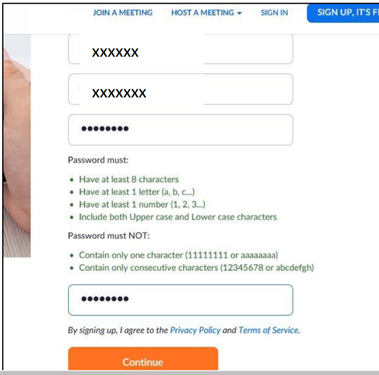 JOIN A MEETING HOST A MEETING SIGN IN SIGN UP, IT'S
xxxxxx
xxxxxxx
••••••••
Password must:
• Have at least 8 characters
• Have at least 1 letter (a, b, c...)
• Have at least 1 number (1, 2, 3...)
• Include both Upper case and Lower case characters
Password must NOT:
• Contain only one character (11111111 or aaaaaaaa)
• Contain only consecutive characters (12345678 or abcdefgh)
••••••••
By signing up, I agree to the Privacy Policy and Terms of Service.
Continue